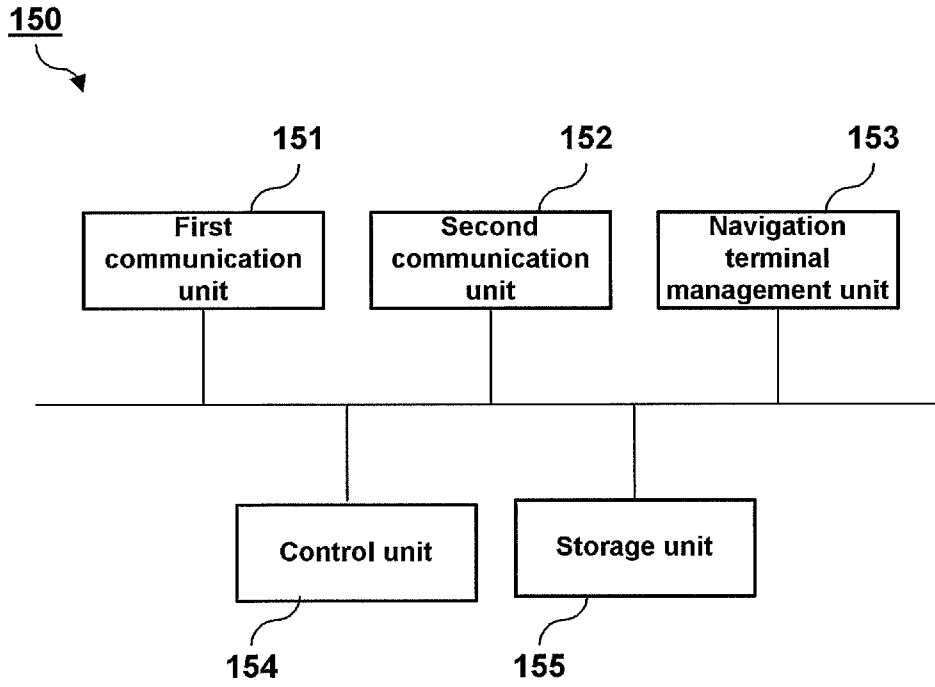 150
151
152
153
First
communication
unit
Second
communication
unit
Navigation
terminal
management unit
Control unit
Storage unit
154
155